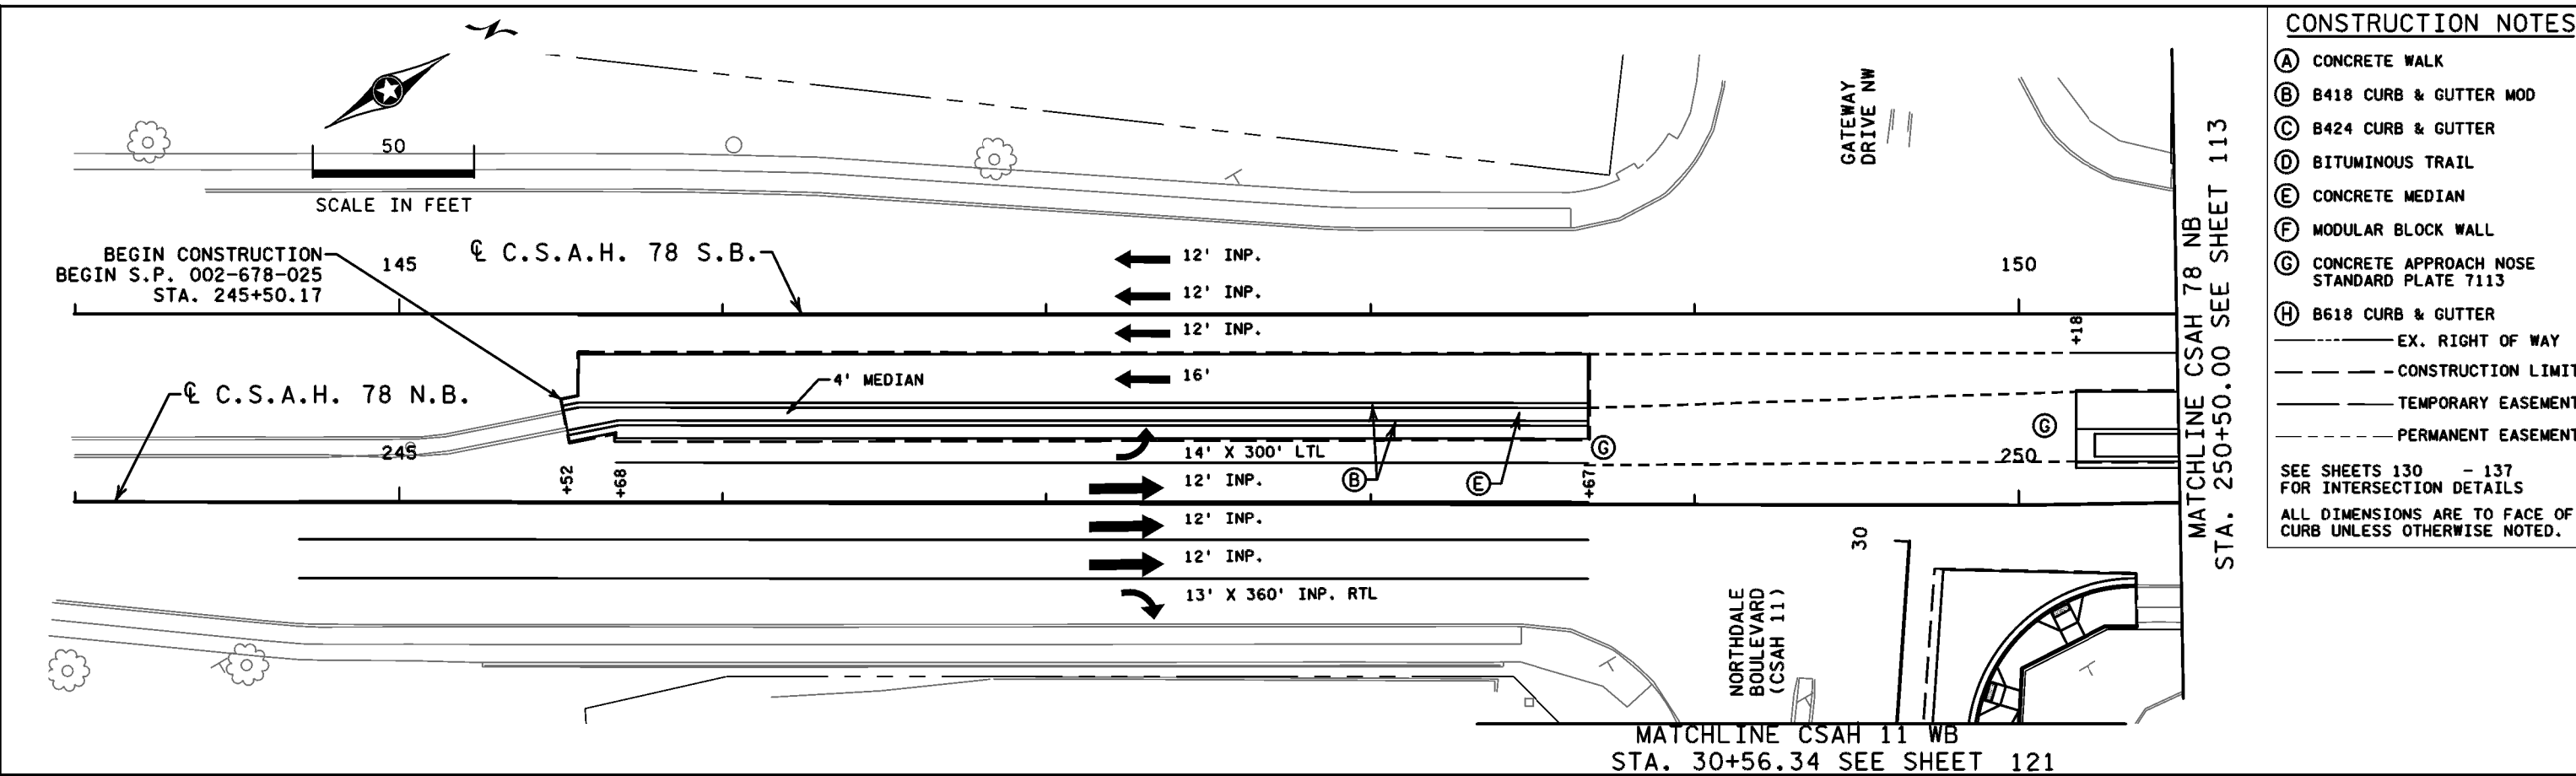 50
SCALE IN FEET
BEGIN CONSTRUCTION
BEGIN S.P. 002-678-025
STA. 245+50.17
145
℄ C.S.A.H. 78 S.B.
12' INP.
12' INP.
12' INP.
16'
4' MEDIAN
℄ C.S.A.H. 78 N.B.
245
+52
+68
14' X 300' LTL
12' INP.
12' INP.
12' INP.
13' X 360' INP. RTL
B
E
G
+67
GATEWAY
DRIVE NW
150
+18
G
250
30
NORTHDALE
BOULEVARD
(CSAH 11)
MATCHLINE CSAH 11 WB
STA. 30+56.34 SEE SHEET 121
MATCHLINE CSAH 78 NB
STA. 250+50.00 SEE SHEET 113
CONSTRUCTION NOTES
A CONCRETE WALK
B B418 CURB & GUTTER MOD
C B424 CURB & GUTTER
D BITUMINOUS TRAIL
E CONCRETE MEDIAN
F MODULAR BLOCK WALL
G CONCRETE APPROACH NOSE
STANDARD PLATE 7113
H B618 CURB & GUTTER
EX. RIGHT OF WAY
CONSTRUCTION LIMIT
TEMPORARY EASEMENT
PERMANENT EASEMENT
SEE SHEETS 130 - 137
FOR INTERSECTION DETAILS
ALL DIMENSIONS ARE TO FACE OF
CURB UNLESS OTHERWISE NOTED.